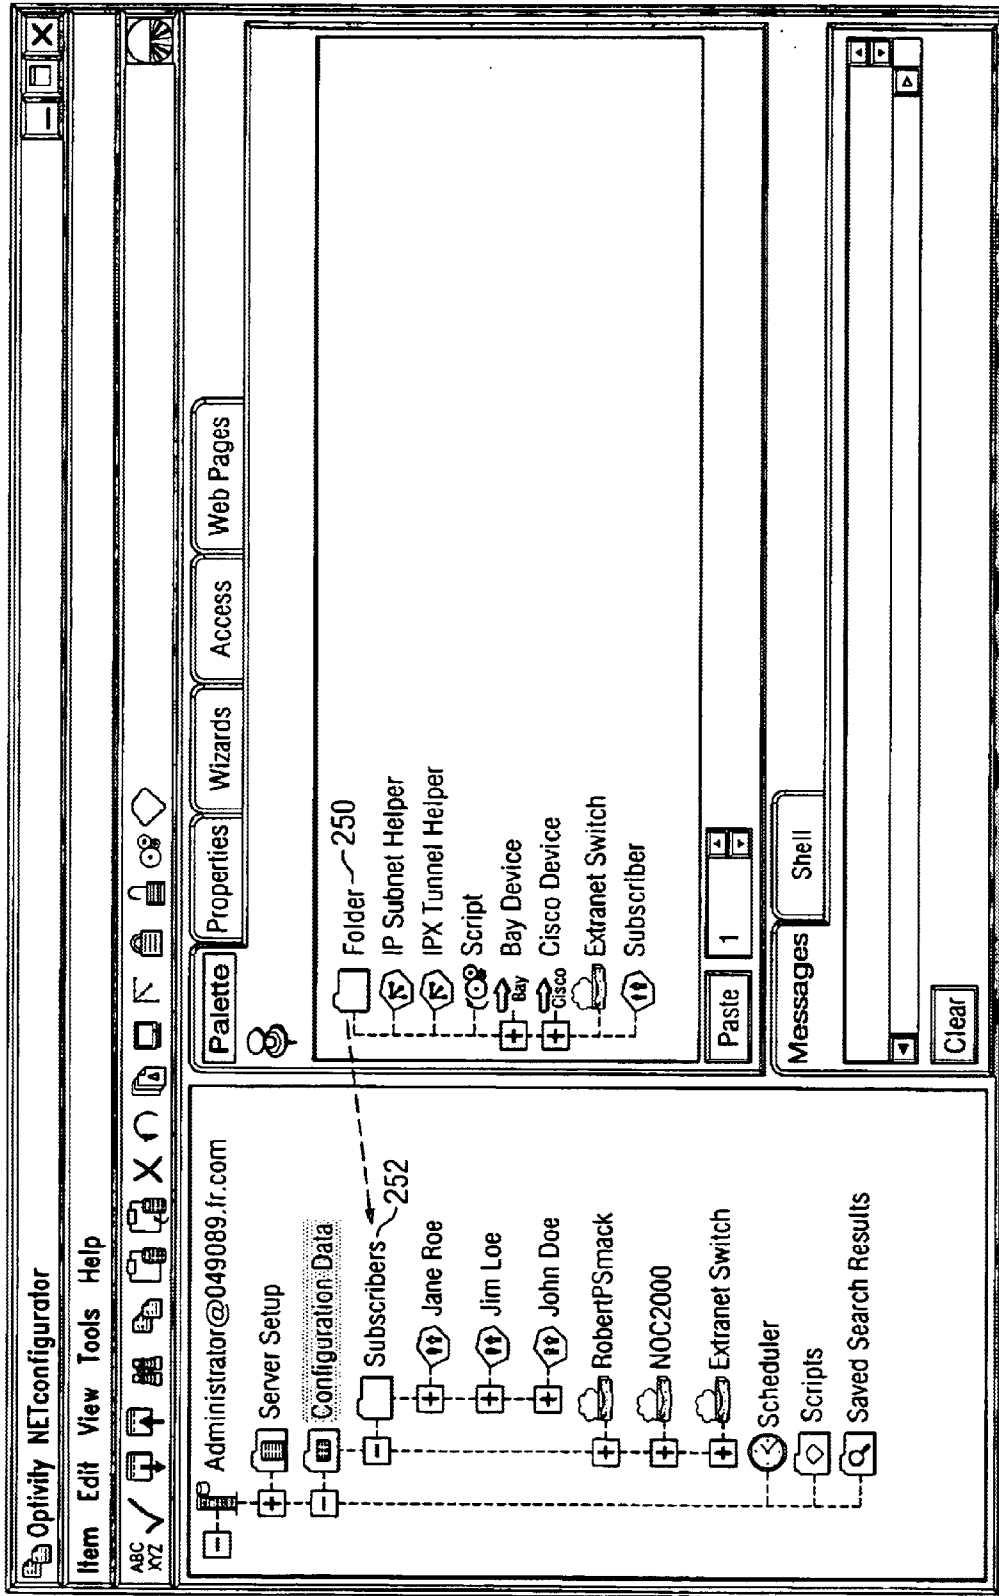 Optivity NETconfigurator
Item Edit View Tools Help
ABC
XYZ
Administrator@049089.fr.com
Server Setup
Configuration Data
Subscribers 252
Jane Roe
Jim Loe
John Doe
RobertPSmack
NOC2000
Extranet Switch
Scheduler
Scripts
Saved Search Results
Palette Properties Wizards Access Web Pages
Folder 250
IP Subnet Helper
IPX Tunnel Helper
Script
Bay Bay Device
Cisco Cisco Device
Extranet Switch
Subscriber
Paste 1
Messages Shell
Clear